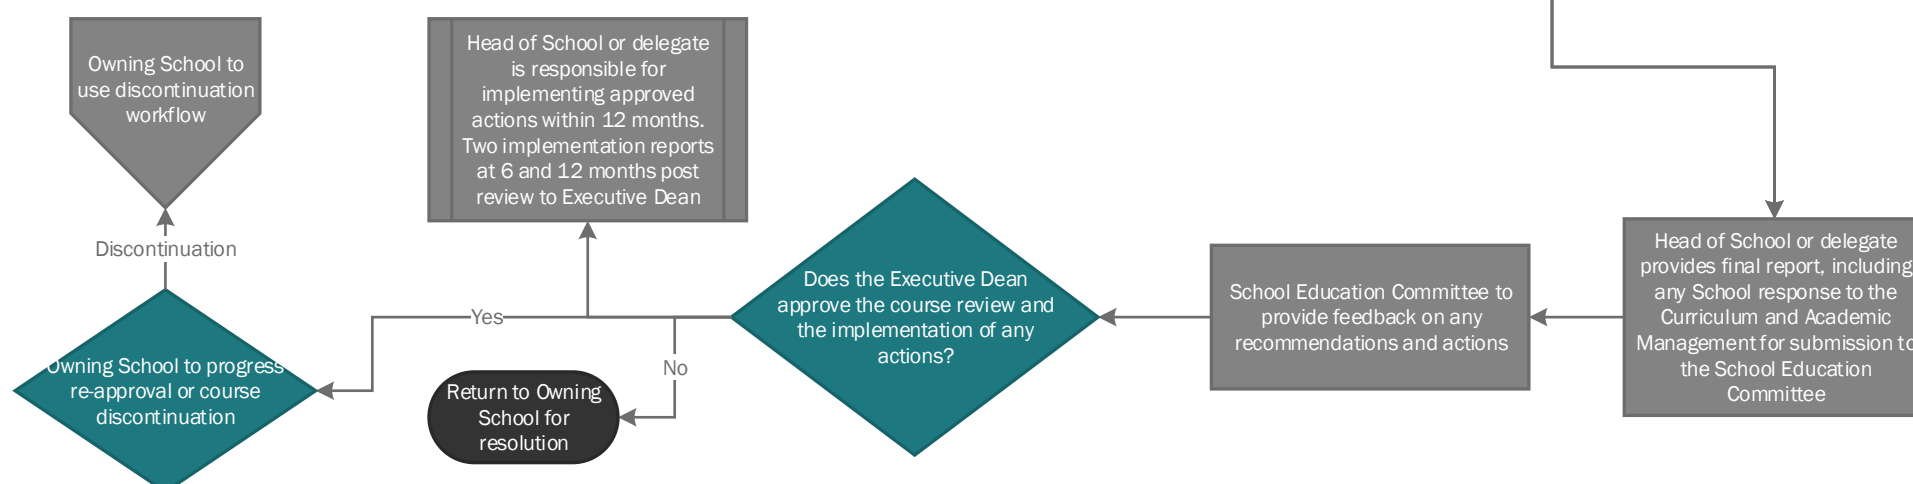 Owning School to
use discontinuation
workflow
Head of School or delegate
is responsible for
implementing approved
actions within 12 months.
Two implementation reports
at 6 and 12 months post
review to Executive Dean
Discontinuation
Owning School to progress
re-approval or course
discontinuation
Yes
No
Return to Owning
School for
resolution
Does the Executive Dean
approve the course review and
the implementation of any
actions?
School Education Committee to
provide feedback on any
recommendations and actions
Head of School or delegate
provides final report, including
any School response to the
Curriculum and Academic
Management for submission to
the School Education
Committee